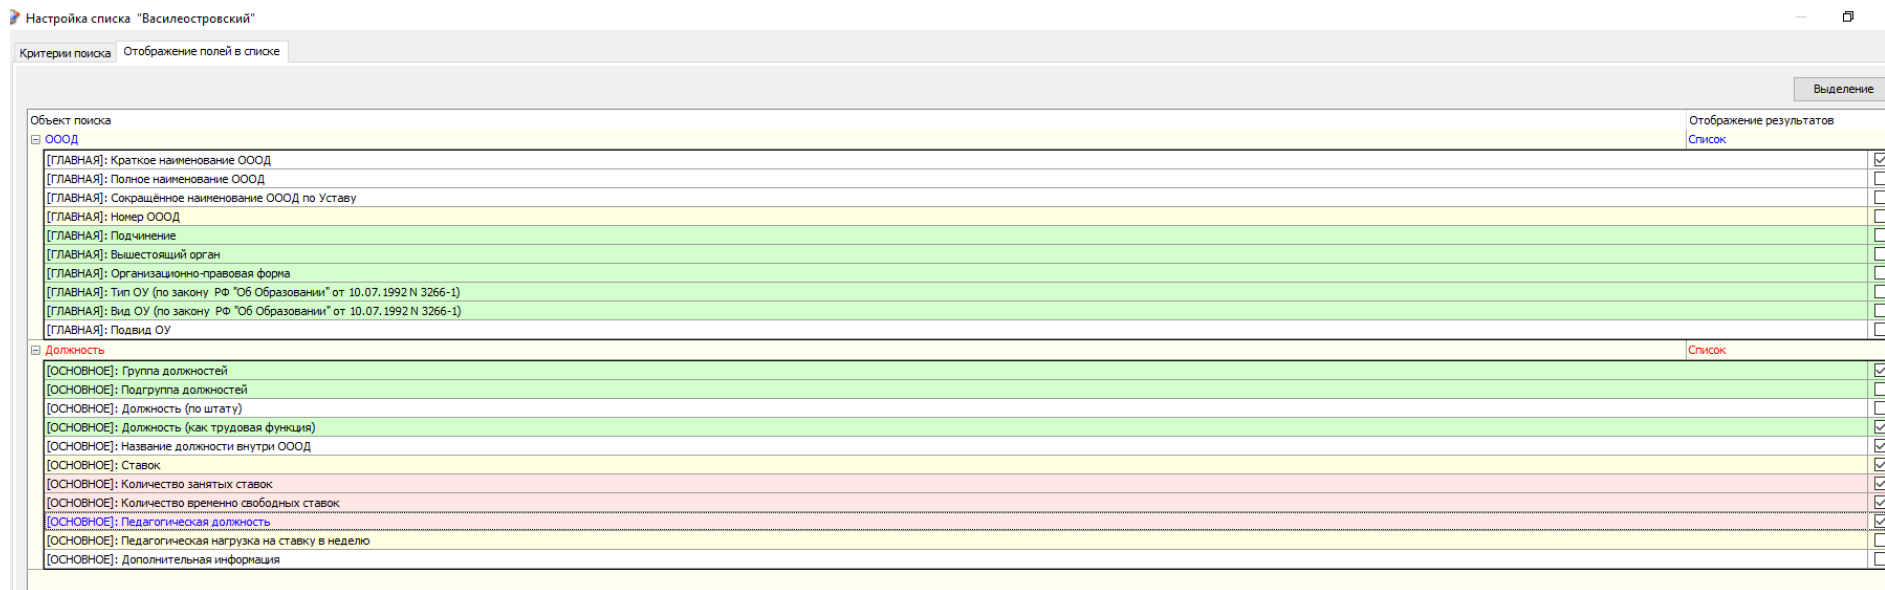 Настройка списка "Василеостровский"
Критерии поиска Отображение полей в списке
Выделение
Объект поиска Отображение результатов
ОООД Список
[ГЛАВНАЯ]: Краткое наименование ОООД
[ГЛАВНАЯ]: Полное наименование ОООД
[ГЛАВНАЯ]: Сокращённое наименование ОООД по Уставу
[ГЛАВНАЯ]: Номер ОООД
[ГЛАВНАЯ]: Подчинение
[ГЛАВНАЯ]: Вышестоящий орган
[ГЛАВНАЯ]: Организационно-правовая форма
[ГЛАВНАЯ]: Тип ОУ (по закону РФ "Об Образовании" от 10.07.1992 N 3266-1)
[ГЛАВНАЯ]: Вид ОУ (по закону РФ "Об Образовании" от 10.07.1992 N 3266-1)
[ГЛАВНАЯ]: Подвид ОУ
Должность Список
[ОСНОВНОЕ]: Группа должностей
[ОСНОВНОЕ]: Подгруппа должностей
[ОСНОВНОЕ]: Должность (по штату)
[ОСНОВНОЕ]: Должность (как трудовая функция)
[ОСНОВНОЕ]: Название должности внутри ОООД
[ОСНОВНОЕ]: Ставок
[ОСНОВНОЕ]: Количество занятых ставок
[ОСНОВНОЕ]: Количество временно свободных ставок
[ОСНОВНОЕ]: Педагогическая должность
[ОСНОВНОЕ]: Педагогическая нагрузка на ставку в неделю
[ОСНОВНОЕ]: Дополнительная информация